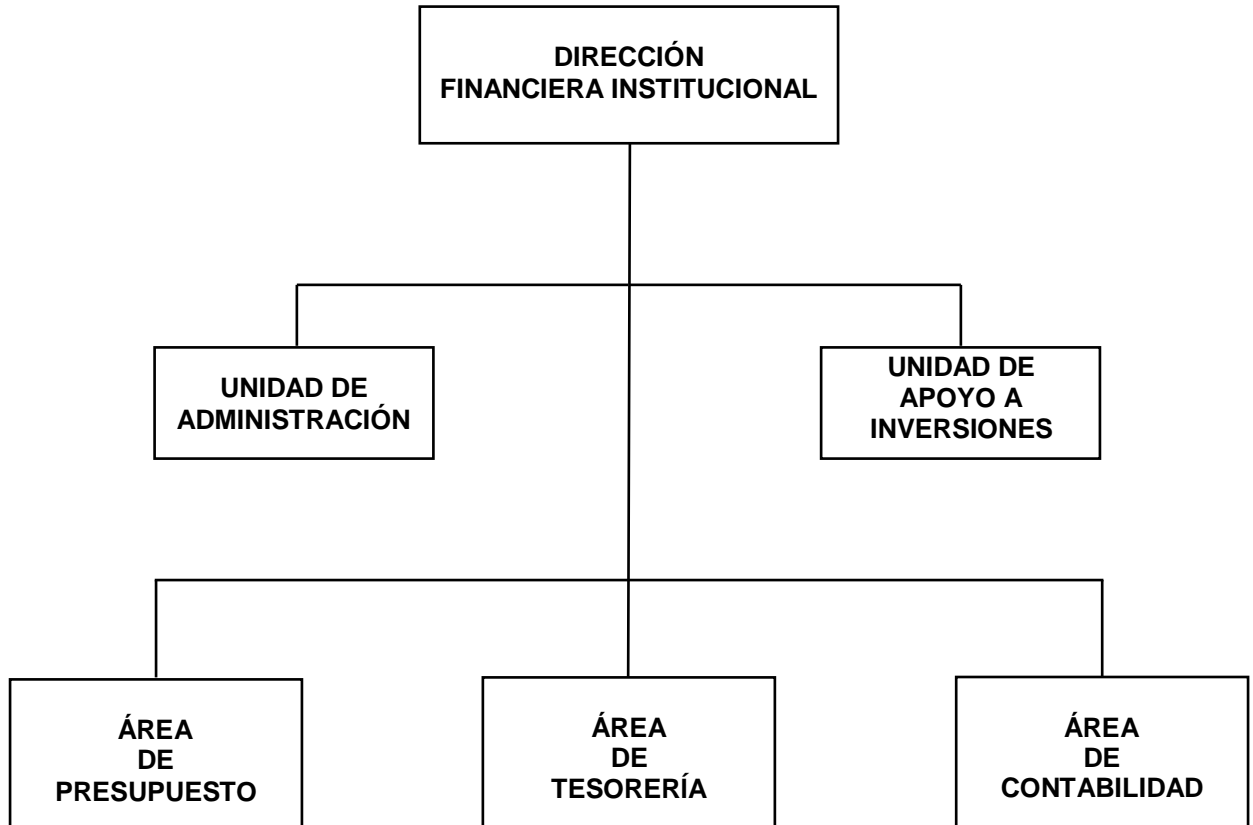 DIRECCIÓN
FINANCIERA INSTITUCIONAL
UNIDAD DE
ADMINISTRACIÓN
UNIDAD DE
APOYO A
INVERSIONES
ÁREA
DE
PRESUPUESTO
ÁREA
DE
TESORERÍA
ÁREA
DE
CONTABILIDAD